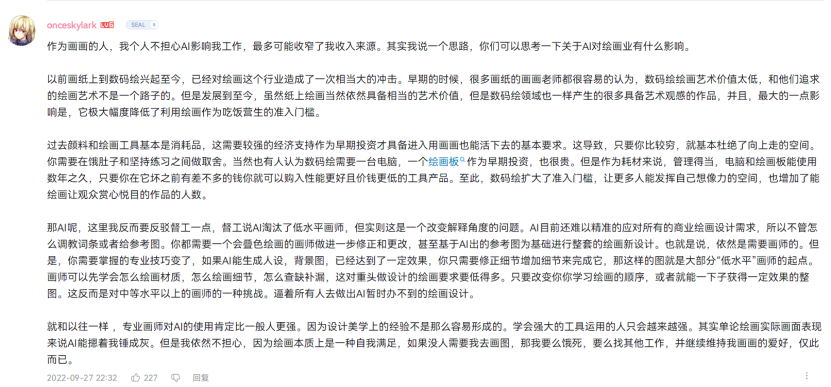 onceskylark LV6 SEAL
作为画画的人，我个人不担心AI影响我工作，最多可能收窄了我收入来源。其实我说一个思路，你们可以思考一下关于AI对绘画业有什么影响。
以前画纸上到数码绘兴起至今，已经对绘画这个行业造成了一次相当大的冲击。早期的时候，很多画纸的画画老师都很容易的认为，数码绘绘画艺术价值太低，和他们追求
的绘画艺术不是一个路子的。但是发展到至今，虽然纸上绘画当然依然具备相当的艺术价值，但是数码绘领域也一样产生的很多具备艺术观感的作品，并且，最大的一点影
响是，它极大幅度降低了利用绘画作为吃饭营生的准入门槛。
过去颜料和绘画工具基本是消耗品，这需要较强的经济支持作为早期投资才具备进入用画画也能活下去的基本要求。这导致，只要你比较穷，就基本杜绝了向上走的空间。
你需要在饿肚子和坚持练习之间做取舍。当然也有人认为数码绘需要一台电脑，一个绘画板作为早期投资，也很贵。但是作为耗材来说，管理得当，电脑和绘画板能使用
数年之久，只要你在它坏之前有差不多的钱你就可以购入性能更好且价钱更低的工具产品。至此，数码绘扩大了准入门槛，让更多人能发挥自己想像力的空间，也增加了能
绘画让观众赏心悦目的作品的人数。
那AI呢，这里我反而要反驳督工一点，督工说AI淘汰了低水平画师，但实则这是一个改变解释角度的问题。AI目前还难以精准的应对所有的商业绘画设计需求，所以不管怎
么调教词条或者给参考图。你都需要一个会叠色绘画的画师做进一步修正和更改，甚至基于AI出的参考图为基础进行整套的绘画新设计。也就是说，依然是需要画师的。但
是，你需要掌握的专业技巧变了，如果AI能生成人设，背景图，已经达到了一定效果，你只需要修正细节增加细节来完成它，那这样的图就是大部分“低水平”画师的起点。
画师可以先学会怎么绘画材质，怎么绘画细节，怎么查缺补漏，这对重头做设计的绘画要求要低得多。只要改变你你学习绘画的顺序，或者就能一下子获得一定效果的整
图。这反而是对中等水平以上的画师的一种挑战。逼着所有人去做出AI暂时办不到的绘画设计。
就和以往一样，专业画师对AI的使用肯定比一般人更强。因为设计美学上的经验不是那么容易形成的。学会强大的工具运用的人只会越来越强。其实单论绘画实际画面表现
来说AI能摁着我锤成灰。但是我依然不担心，因为绘画本质上是一种自我满足，如果没人需要我去画图，那我要么饿死，要么找其他工作，并继续维持我画画的爱好，仅此
而已。
2022-09-27 22:32 227 回复